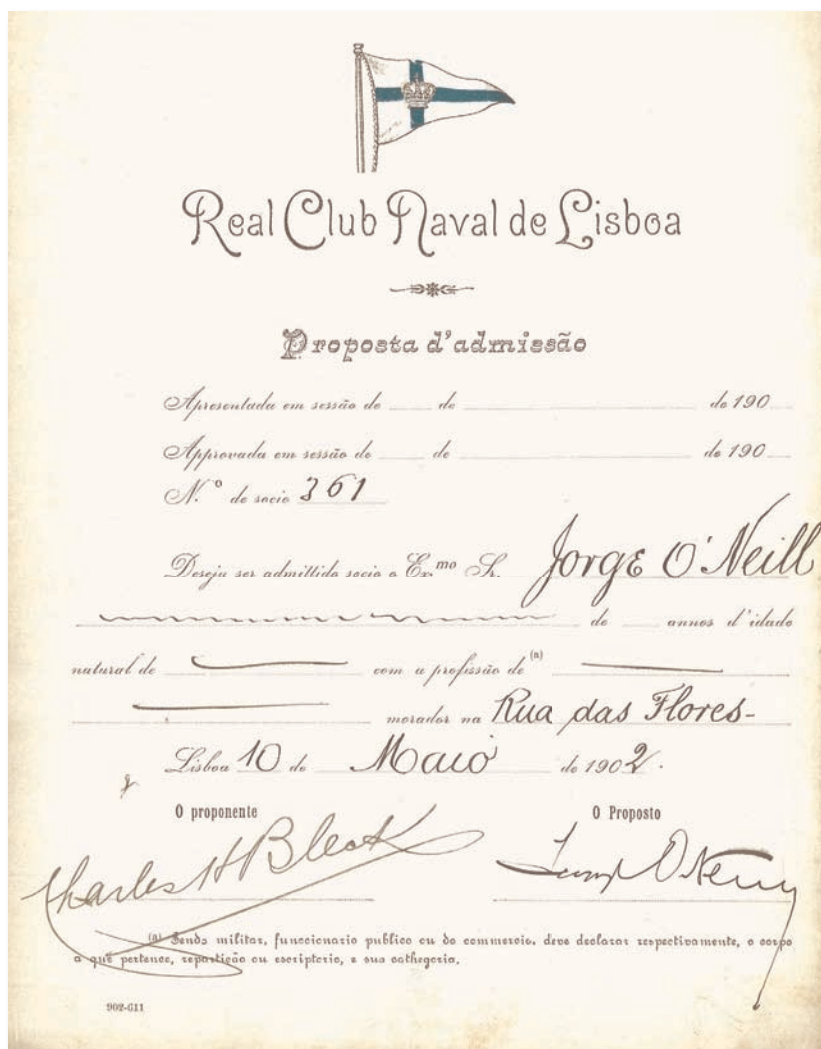 Real Club Naval de Lisboa
Proposta d'admissão
Apresentada em sessão de de de 190
Approvada em sessão de de de 190
N.º de socio 361
Deseja ser admittido socio o Ex.mo Sr. Jorge O'Neill
de annos d'idade
natural de com a profissão de (a)
morador na Rua das Flores-
Lisboa 10 de Maio de 1902.
O proponente O Proposto
Charles H Bleck
(a) Sendo militar, funccionario publico ou do commercio, deve declarar respectivamente, o corpo
a que pertence, repartição ou escriptorio, e sua cathegoria.
902-611